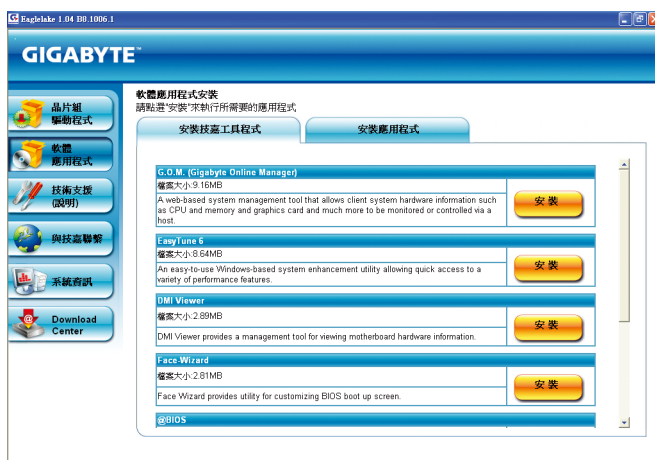 Eaglelake 1.04 B8.1006.1
GIGABYTE™
晶片組
驅動程式
軟體
應用程式
技術支援
(說明)
與技嘉聯繫
系統資訊
Download
Center
軟體應用程式安裝
請點選"安裝"來執行所需要的應用程式
安裝技嘉工具程式
安裝應用程式
G.O.M. (Gigabyte Online Manager)
檔案大小:9.16MB
A web-based system management tool that allows client system hardware information such
as CPU and memory and graphics card and much more to be monitored or controlled via a
host.
安裝
EasyTune 6
檔案大小:8.64MB
An easy-to-use Windows-based system enhancement utility allowing quick access to a
variety of performance features.
安裝
DMI Viewer
檔案大小:2.89MB
DMI Viewer provides a management tool for viewing motherboard hardware information.
安裝
Face-Wizard
檔案大小:2.81MB
Face Wizard provides utility for customizing BIOS boot up screen.
安裝
@BIOS